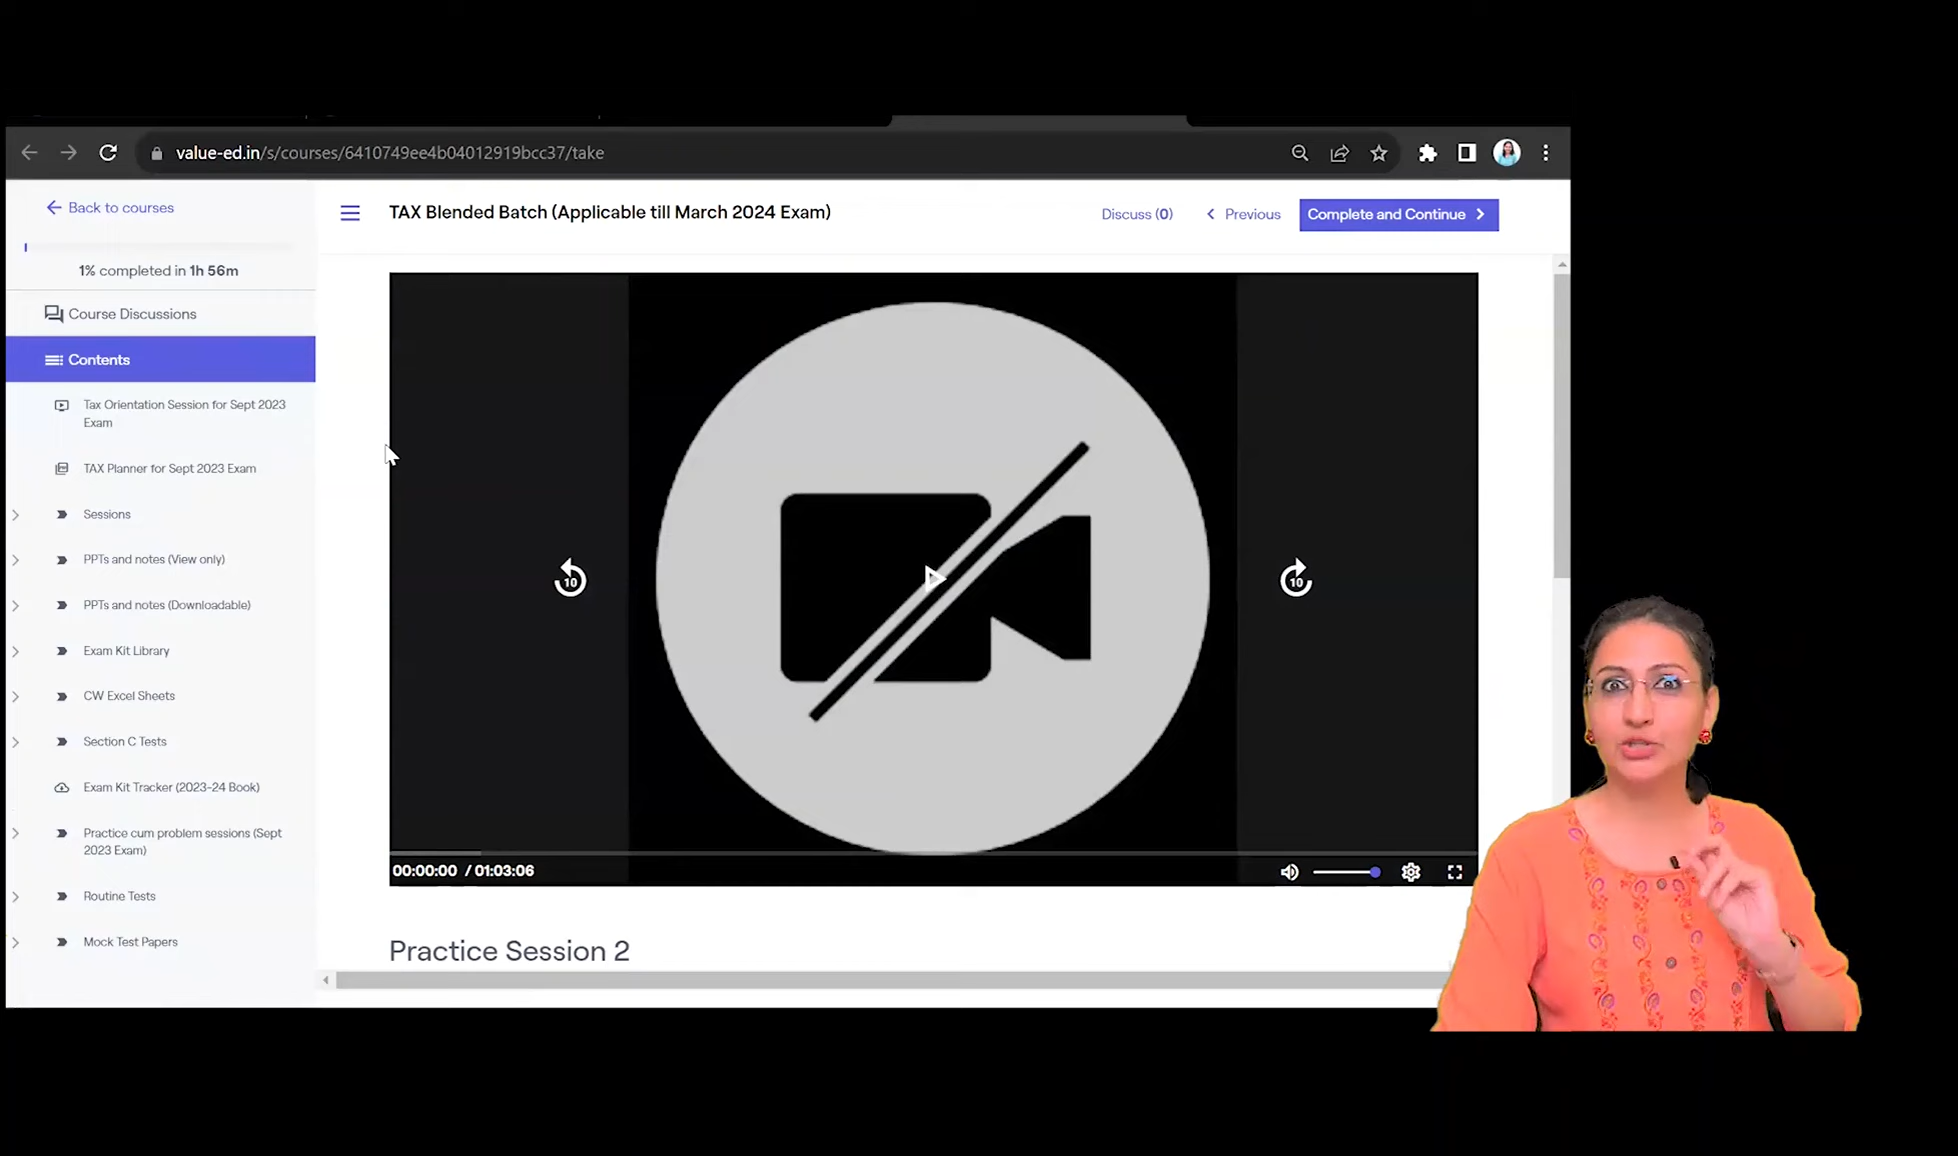 value-ed.in/s/courses/6410749ee4b04012919bcc37/take
Back to courses
1% completed in 1h 56m
Course Discussions
Contents
Tax Orientation Session for Sept 2023
Exam
TAX Planner for Sept 2023 Exam
Sessions
PPTs and notes (View only)
PPTs and notes (Downloadable)
Exam Kit Library
CW Excel Sheets
Section C Tests
Exam Kit Tracker (2023-24 Book)
Practice cum problem sessions (Sept
2023 Exam)
Routine Tests
Mock Test Papers
TAX Blended Batch (Applicable till March 2024 Exam)
Discuss (0)
Previous
Complete and Continue
10
10
00:00:00 / 01:03:06
Practice Session 2